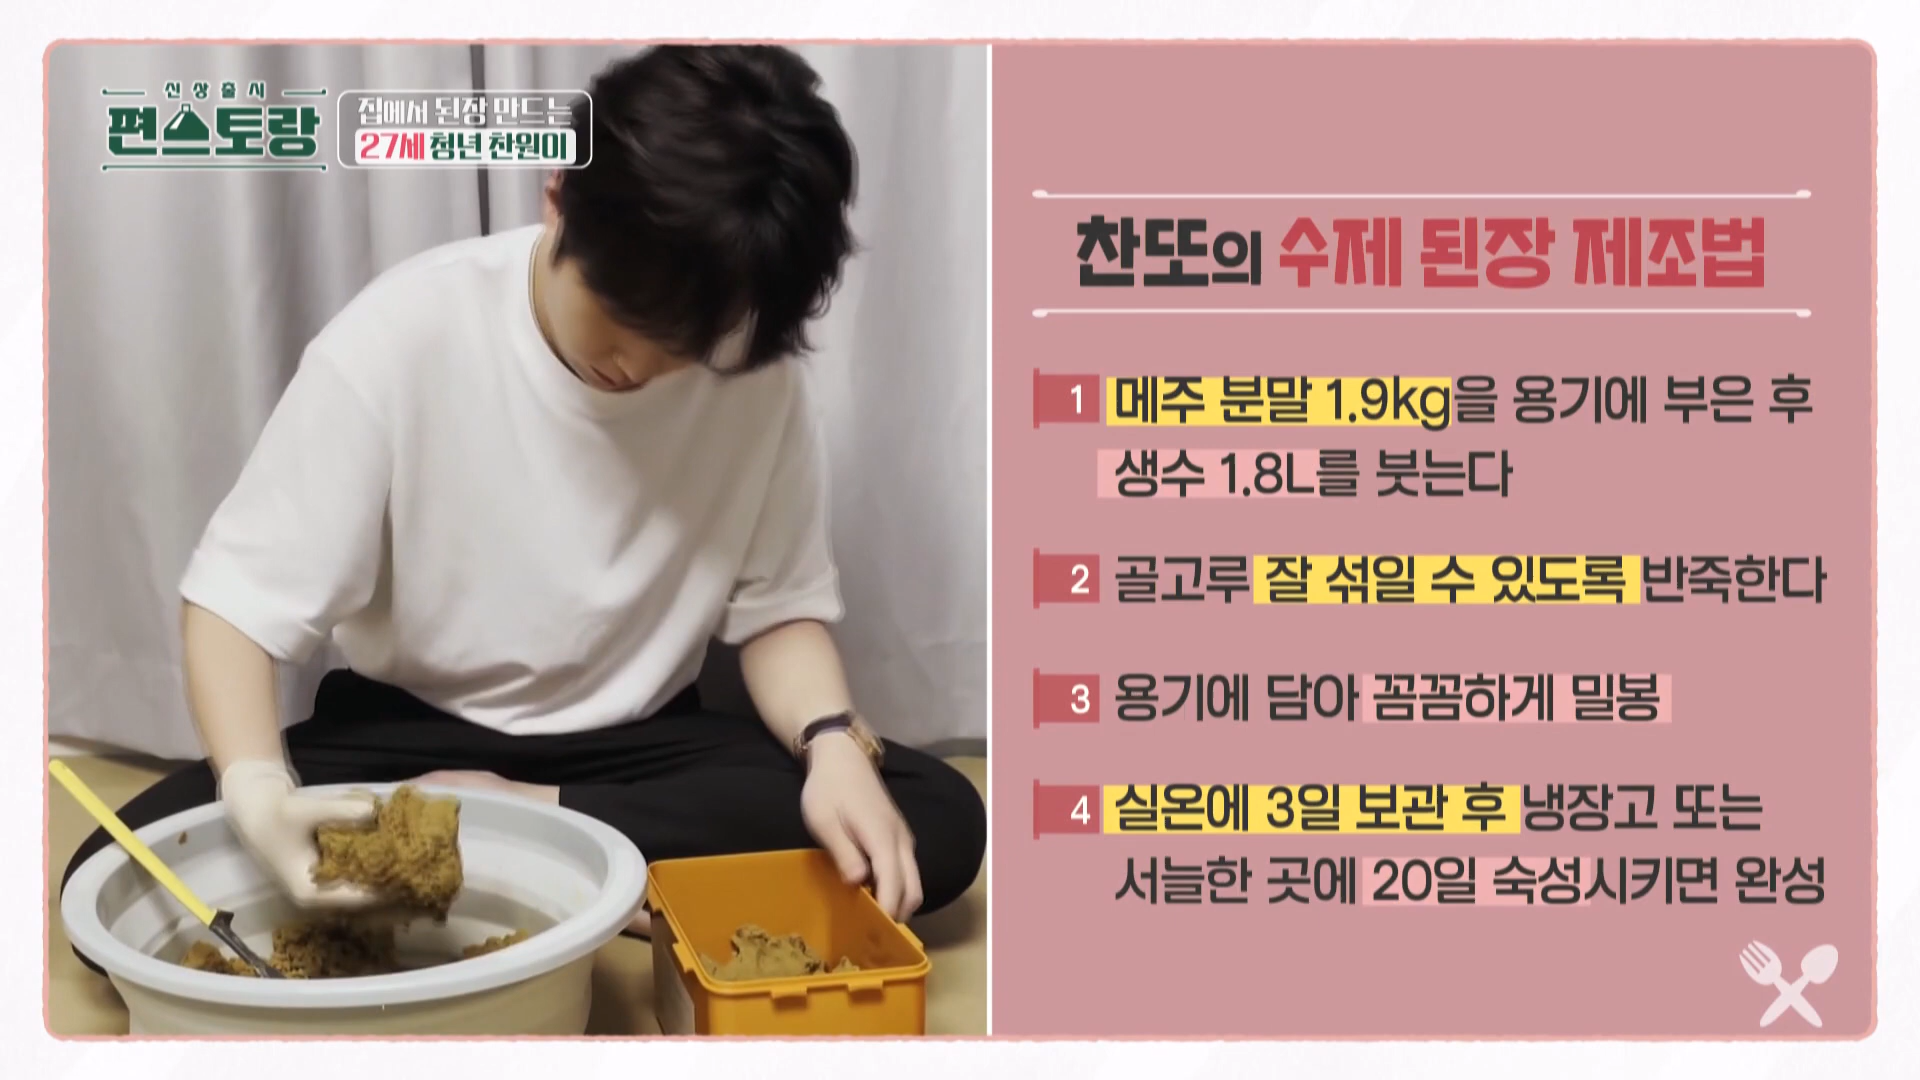 신상출시
편스토랑
집에서 된장 만드는
27세 청년 찬원이
찬또의 수제 된장 제조법
1 메주 분말 1.9kg을 용기에 부은 후
생수 1.8L를 붓는다
2 골고루 잘 섞일 수 있도록 반죽한다
3 용기에 담아 꼼꼼하게 밀봉
4 실온에 3일 보관 후 냉장고 또는
서늘한 곳에 20일 숙성시키면 완성